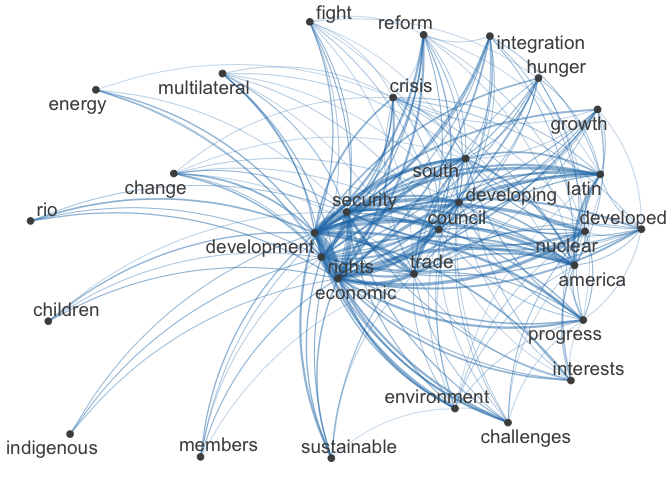 fight
reform
integration
hunger
multilateral
crisis
energy
growth
south
change
latin
security
developing
rio
council
developed
development
nuclear
rights
trade
america
economic
children
progress
interests
environment
challenges
indigenous
members
sustainable